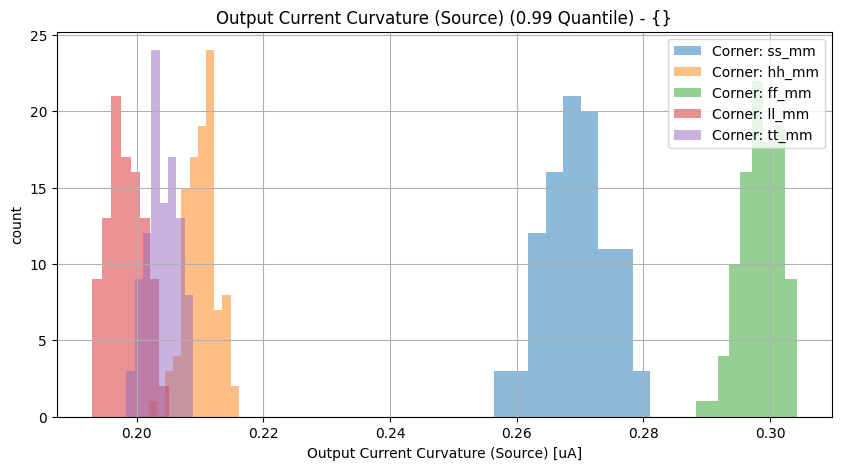 Output Current Curvature (Source) (0.99 Quantile) - {}
Corner: ss_mm
Corner: hh_mm
Corner: ff_mm
Corner: ll_mm
Corner: tt_mm
count
25
20
15
10
5
0
0.20
0.22
0.24
0.26
0.28
0.30
Output Current Curvature (Source) [uA]